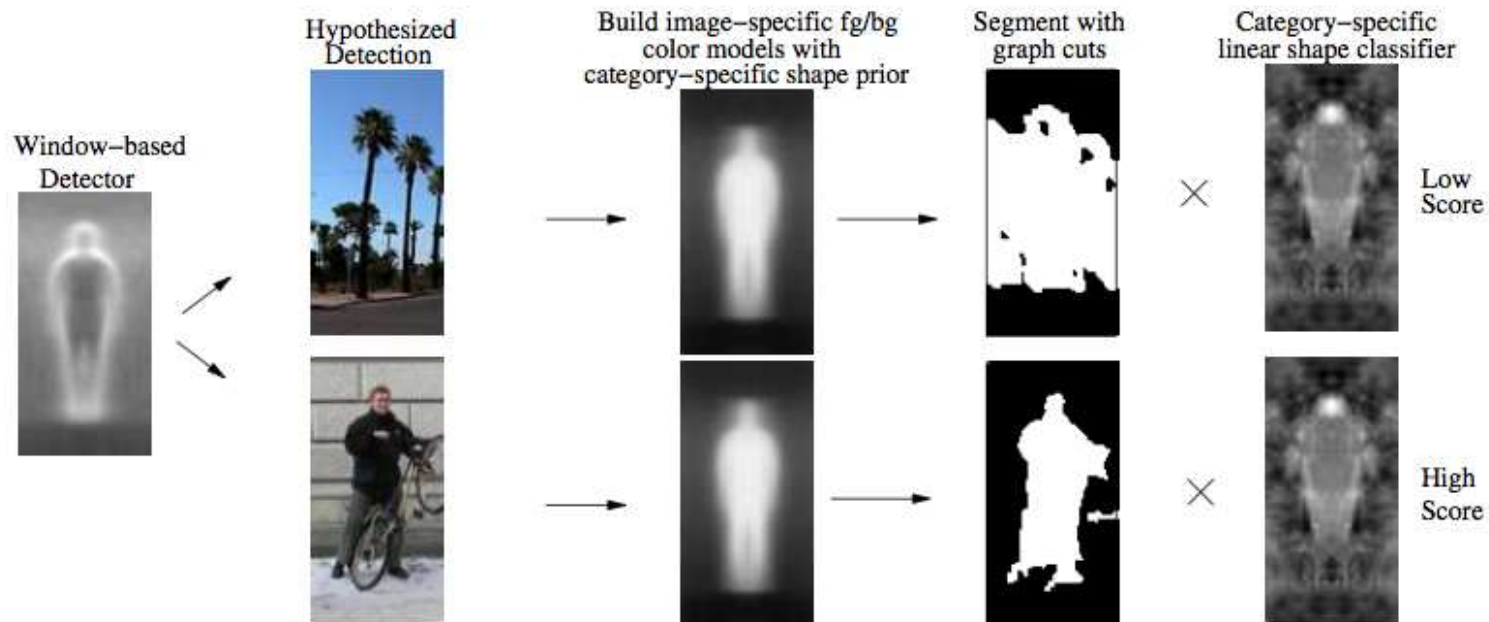 Window−based
Detector
Hypothesized
Detection
Build image−specific fg/bg
color models with
category−specific shape prior
Segment with
graph cuts
Category−specific
linear shape classifier
Low
Score
High
Score